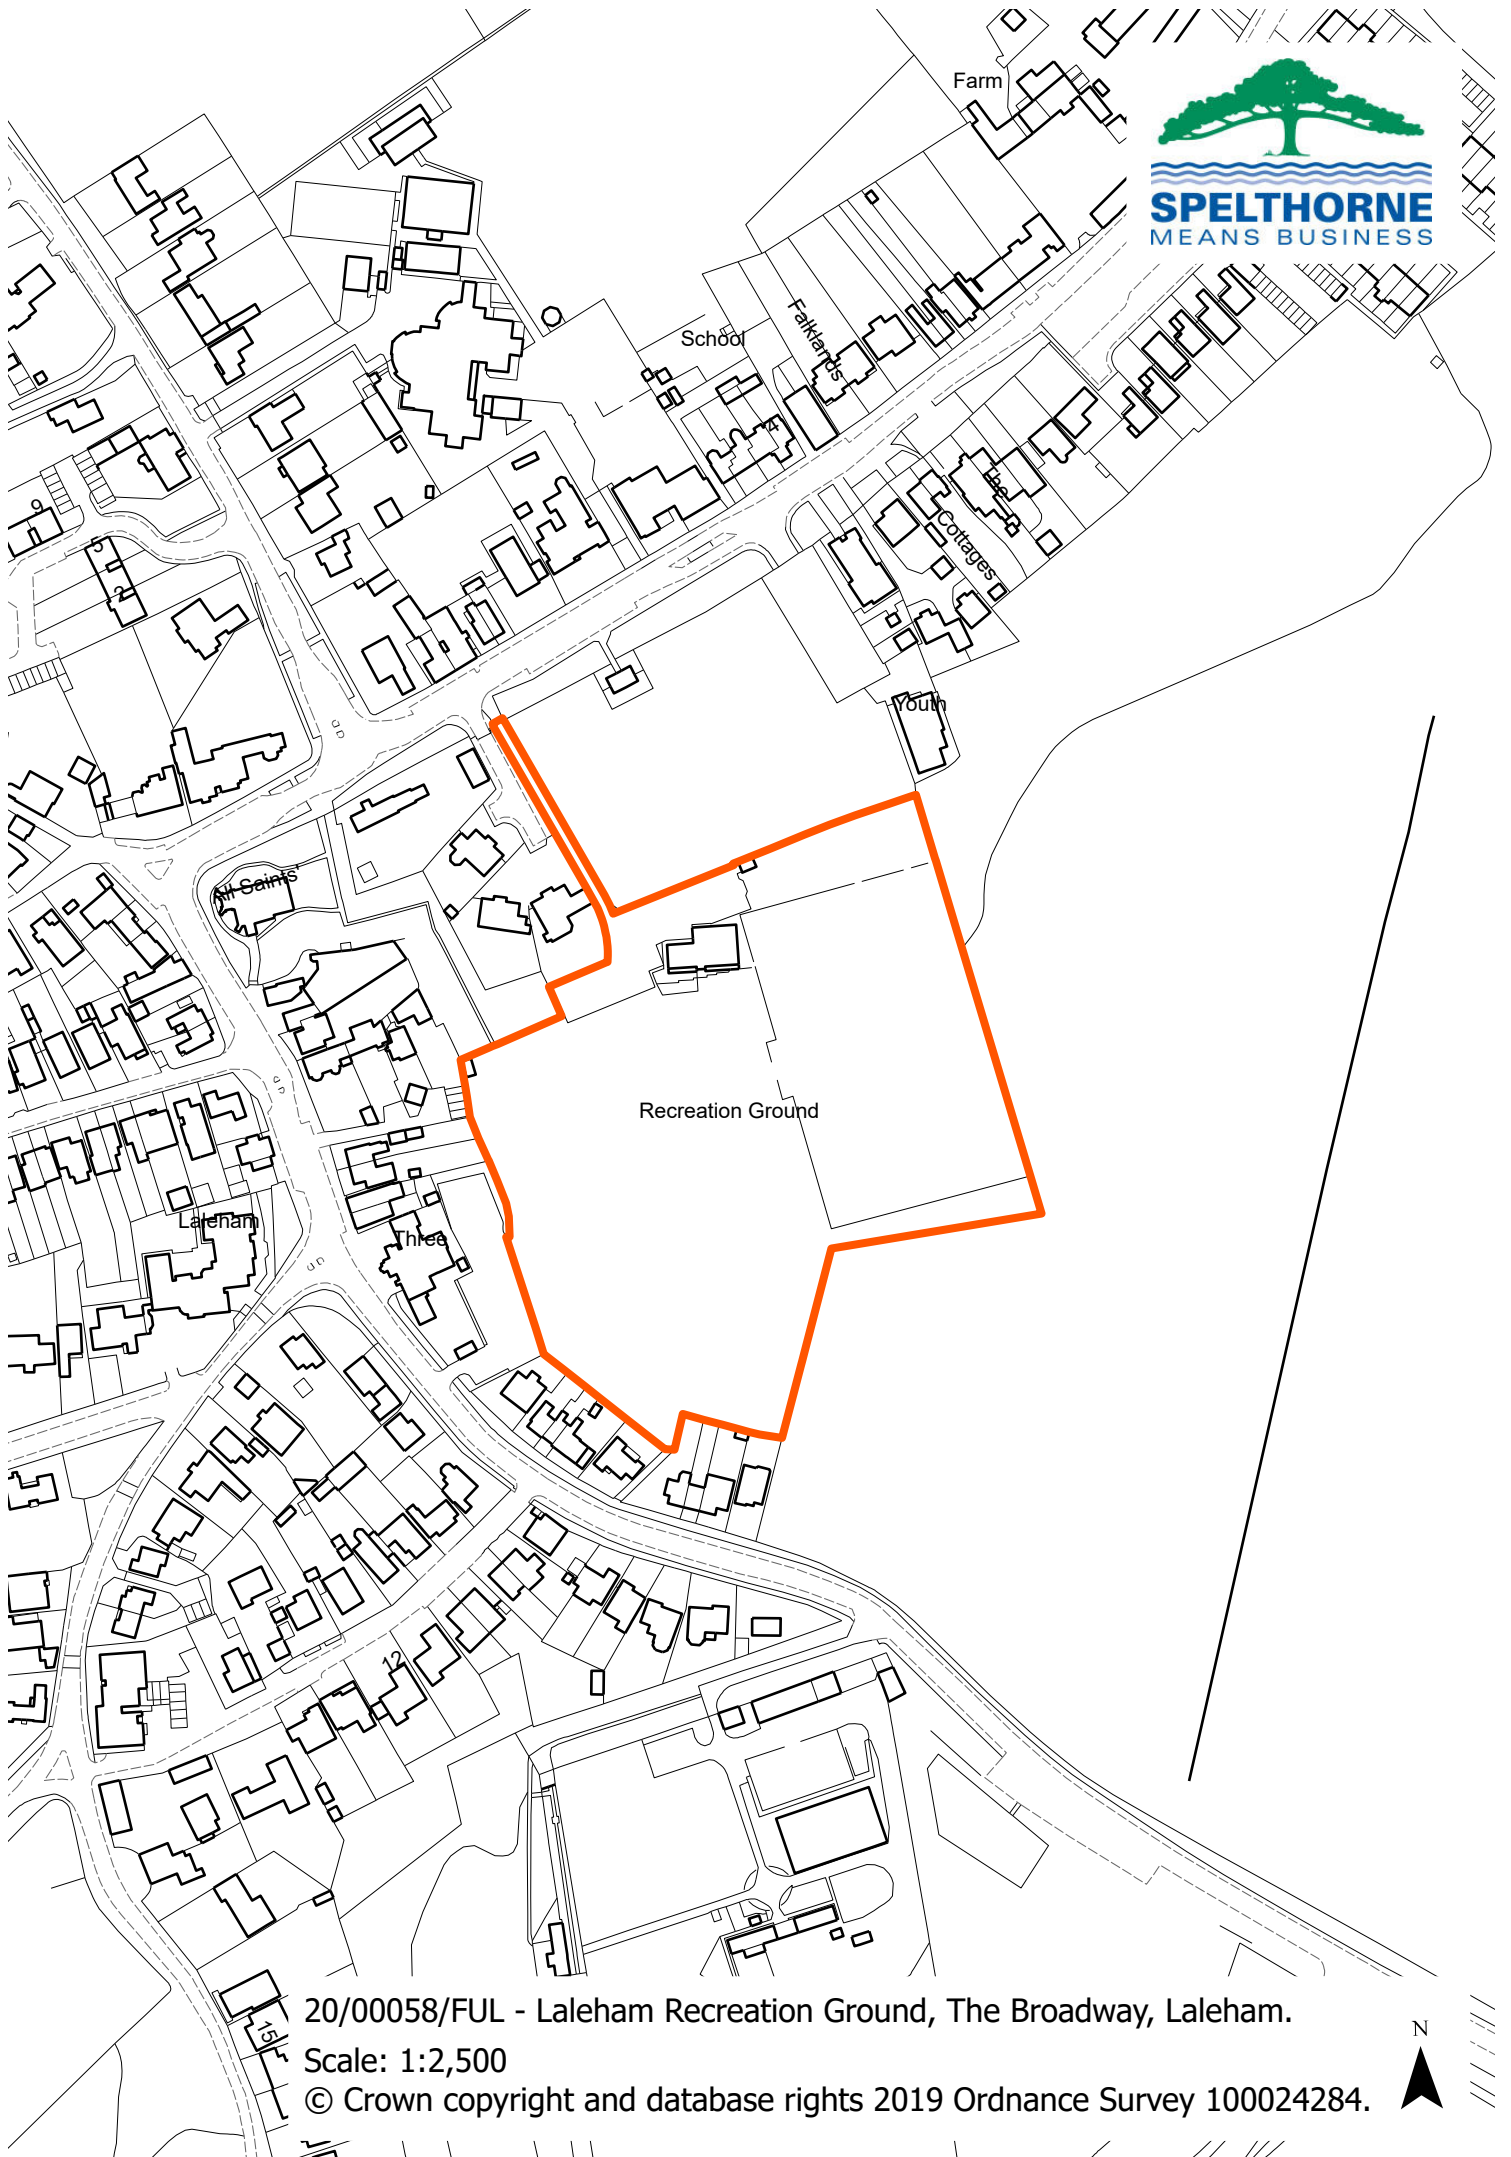 Farm
SPELTHORNE
MEANS BUSINESS
School
Falklands
4
The
Cottages
9
5
2
Youth
All Saints'
Recreation Ground
Laleham
Three
12
15
20/00058/FUL - Laleham Recreation Ground, The Broadway, Laleham.
Scale: 1:2,500
© Crown copyright and database rights 2019 Ordnance Survey 100024284.
N